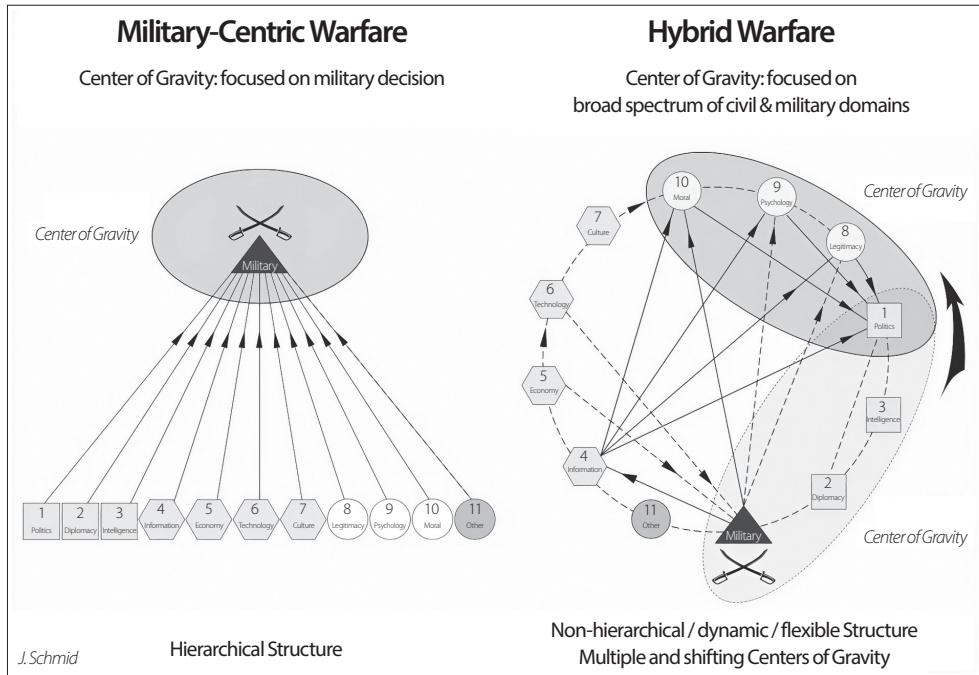 Military-Centric Warfare
Center of Gravity: focused on military decision
Center of Gravity
Military
1
Politics
2
Diplomacy
3
Intelligence
4
Information
5
Economy
6
Technology
7
Culture
8
Legitimacy
9
Psychology
10
Moral
11
Other
Hierarchical Structure
J. Schmid
Hybrid Warfare
Center of Gravity: focused on
broad spectrum of civil & military domains
10
Moral
9
Psychology
Center of Gravity
7
Culture
8
Legitimacy
6
Technology
1
Politics
5
Economy
3
Intelligence
4
Information
2
Diplomacy
11
Other
Military
Center of Gravity
Non-hierarchical / dynamic / flexible Structure
Multiple and shifting Centers of Gravity